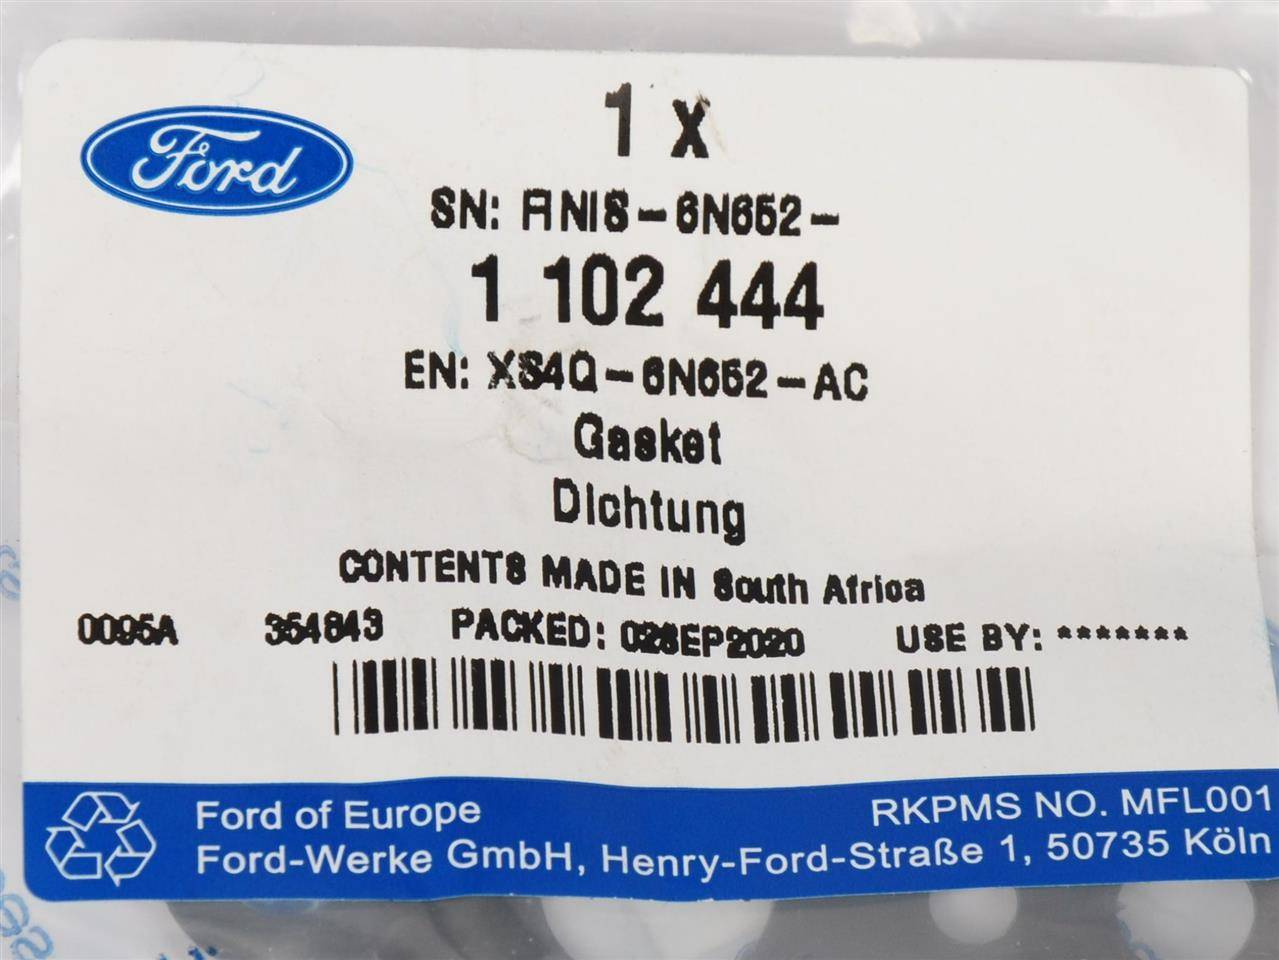 Ford
1 x
SN: FINIS-6N652-
1 102 444
EN: XS4Q-6N652-AC
Gasket
Dichtung
CONTENTS MADE IN South Africa
0095A 354843 PACKED: 02SEP2020 USE BY: *******
Ford of Europe RKPMS NO. MFL001
Ford-Werke GmbH, Henry-Ford-Straße 1, 50735 Köln